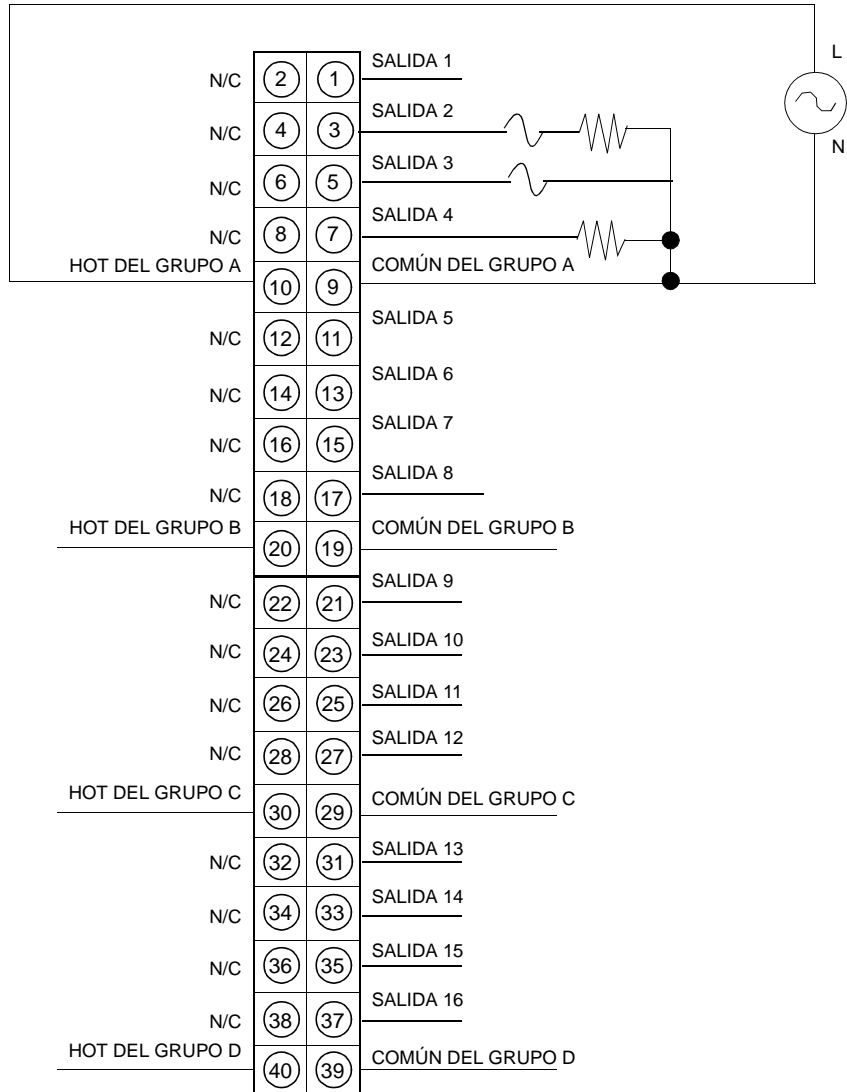 L
SALIDA 1
N/C 2 1
SALIDA 2
N/C 4 3
N
SALIDA 3
N/C 6 5
SALIDA 4
N/C 8 7
HOT DEL GRUPO A COMÚN DEL GRUPO A
10 9
SALIDA 5
N/C 12 11
SALIDA 6
N/C 14 13
SALIDA 7
N/C 16 15
SALIDA 8
N/C 18 17
HOT DEL GRUPO B COMÚN DEL GRUPO B
20 19
SALIDA 9
N/C 22 21
SALIDA 10
N/C 24 23
SALIDA 11
N/C 26 25
SALIDA 12
N/C 28 27
HOT DEL GRUPO C COMÚN DEL GRUPO C
30 29
SALIDA 13
N/C 32 31
SALIDA 14
N/C 34 33
SALIDA 15
N/C 36 35
SALIDA 16
N/C 38 37
HOT DEL GRUPO D COMÚN DEL GRUPO D
40 39